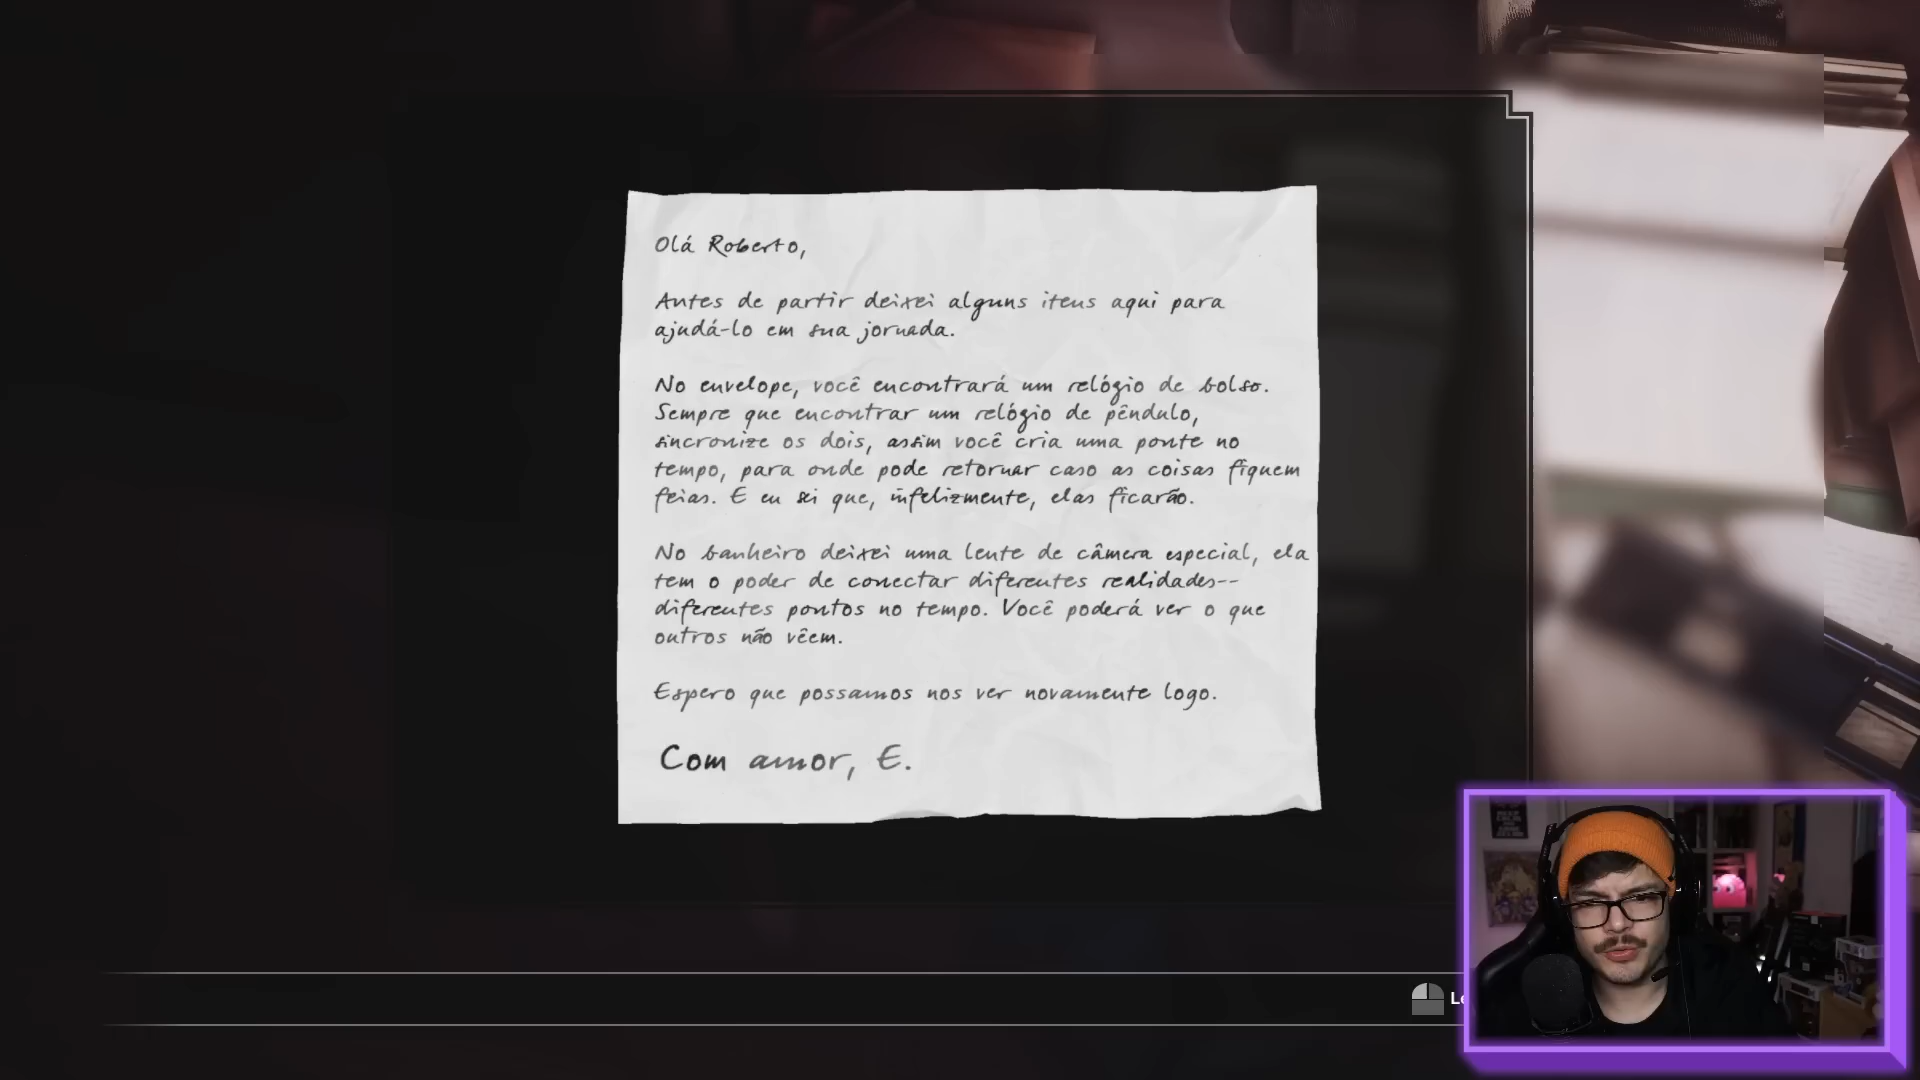 Olá Roberto,
Antes de partir deixei alguns itens aqui para
ajudá-lo em sua jornada.
No envelope, você encontrará um relógio de bolso.
Sempre que encontrar um relógio de pêndulo,
sincronize os dois, assim você cria uma ponte no
tempo, para onde pode retornar caso as coisas fiquem
feias. E eu sei que, infelizmente, elas ficarão.
No banheiro deixei uma lente de câmera especial, ela
tem o poder de conectar diferentes realidades--
diferentes pontos no tempo. Você poderá ver o que
outros não vêem.
Espero que possamos nos ver novamente logo.
Com amor, E.